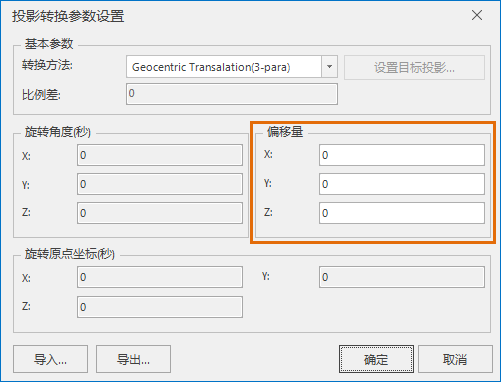 投影转换参数设置
基本参数
转换方法: Geocentric Transalation(3-para) 设置目标投影...
比例差: 0
旋转角度(秒) 偏移量
X: 0 X: 0
Y: 0 Y: 0
Z: 0 Z: 0
旋转原点坐标(秒)
X: 0 Y: 0
Z: 0
导入... 导出... 确定 取消